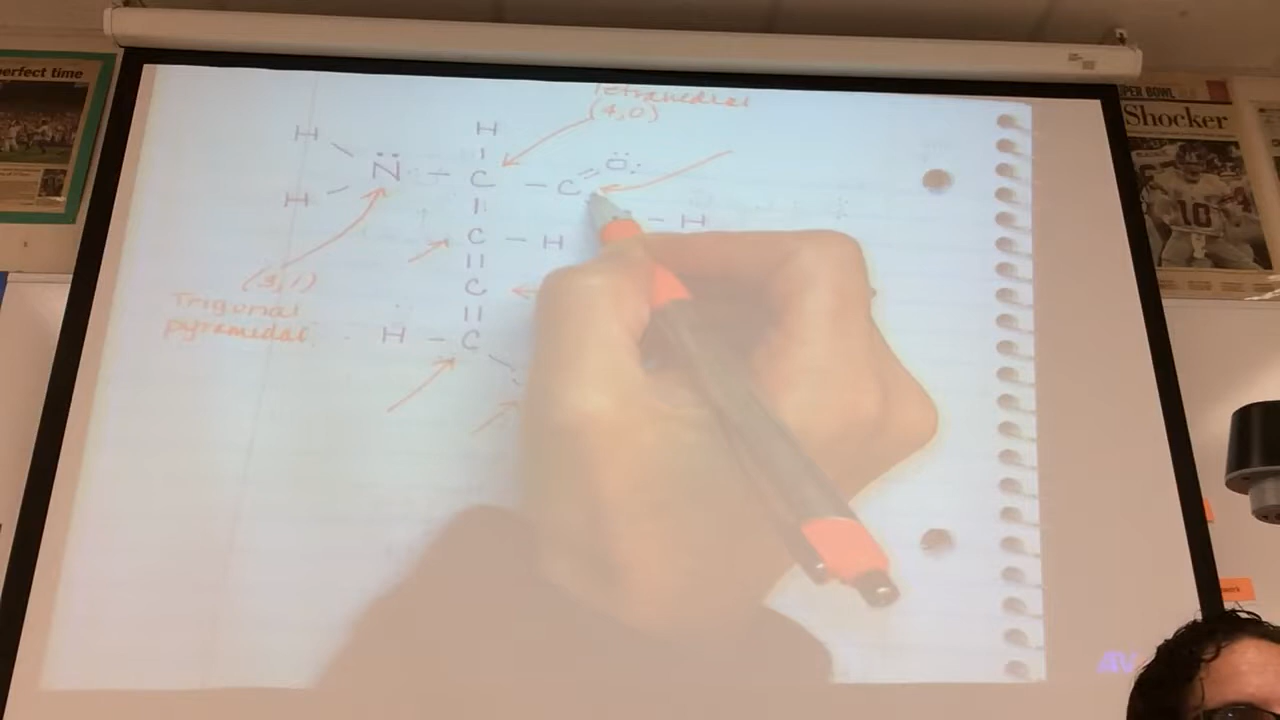 perfect time
SUPER BOWL
Shocker
10
Tetrahedral
(4,0)
H H
N̈ - C - C = Ö:
H - H
C - H
(3,1)
C
Trigonal
pyramidal
H - C